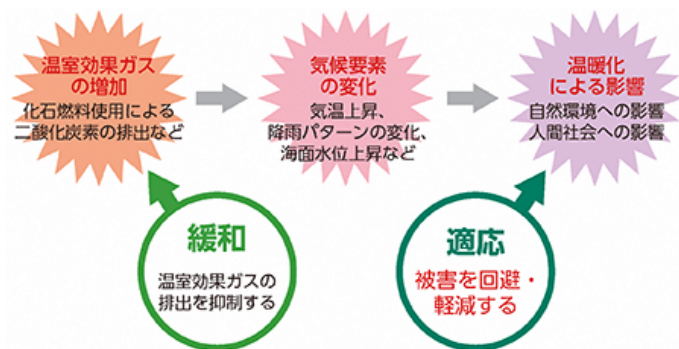 温室効果ガス
の増加
化石燃料使用による
二酸化炭素の排出など
気候要素
の変化
気温上昇、
降雨パターンの変化、
海面水位上昇など
温暖化
による影響
自然環境への影響
人間社会への影響
緩和
温室効果ガスの
排出を抑制する
適応
被害を回避・
軽減する